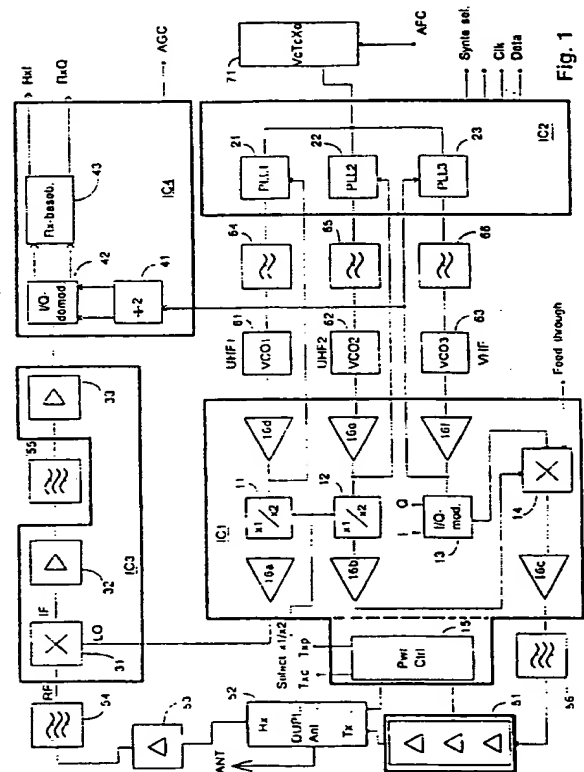 RxI
RxQ
AGC
Rx-baseb.
43
IC4
I/Q-
demod.
42
÷2
41
33
55
32
IC3
IF
31
LO
RF
54
53
52
Rx
DUPL.
Ant
Tx
ANT
71
VcTcXo
AFC
Synte sel.
Clk
Data
Fig. 1
PLL1
21
PLL2
22
PLL3
23
IC2
64
65
66
UHF1
VCO1
61
UHF2
VCO2
62
VCO3
63
VHF
Feed through
16d
16e
16f
11
x1/x2
12
x1/x2
I
Q
I/Q-
mod.
13
14
IC1
16a
16b
16c
Select x1/x2
Txp
Txc
Pwr
Ctrl
15
51
56